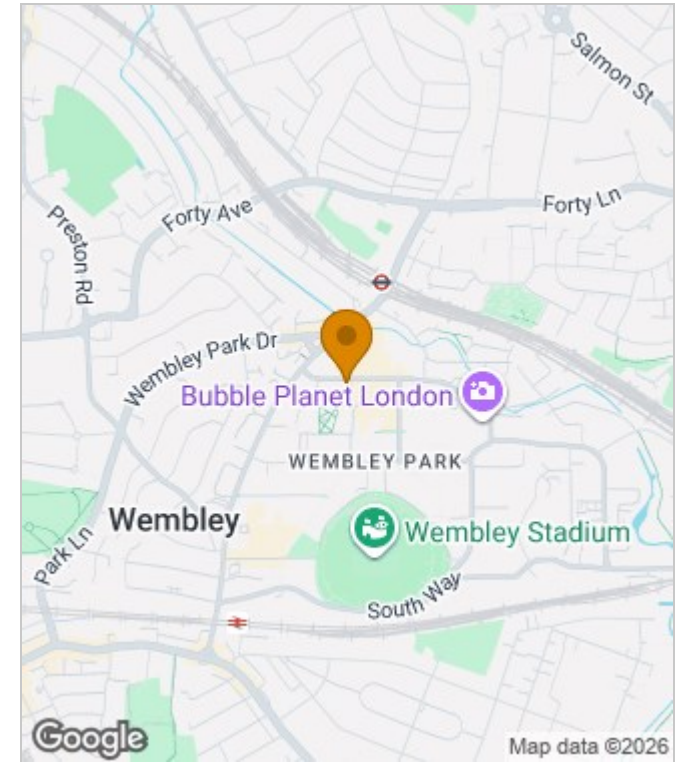 Salmon St
Forty Ave
Forty Ln
Preston Rd
Wembley Park Dr
Bubble Planet London
WEMBLEY PARK
Wembley
Wembley Stadium
Park Ln
South Way
Google
Map data ©2026